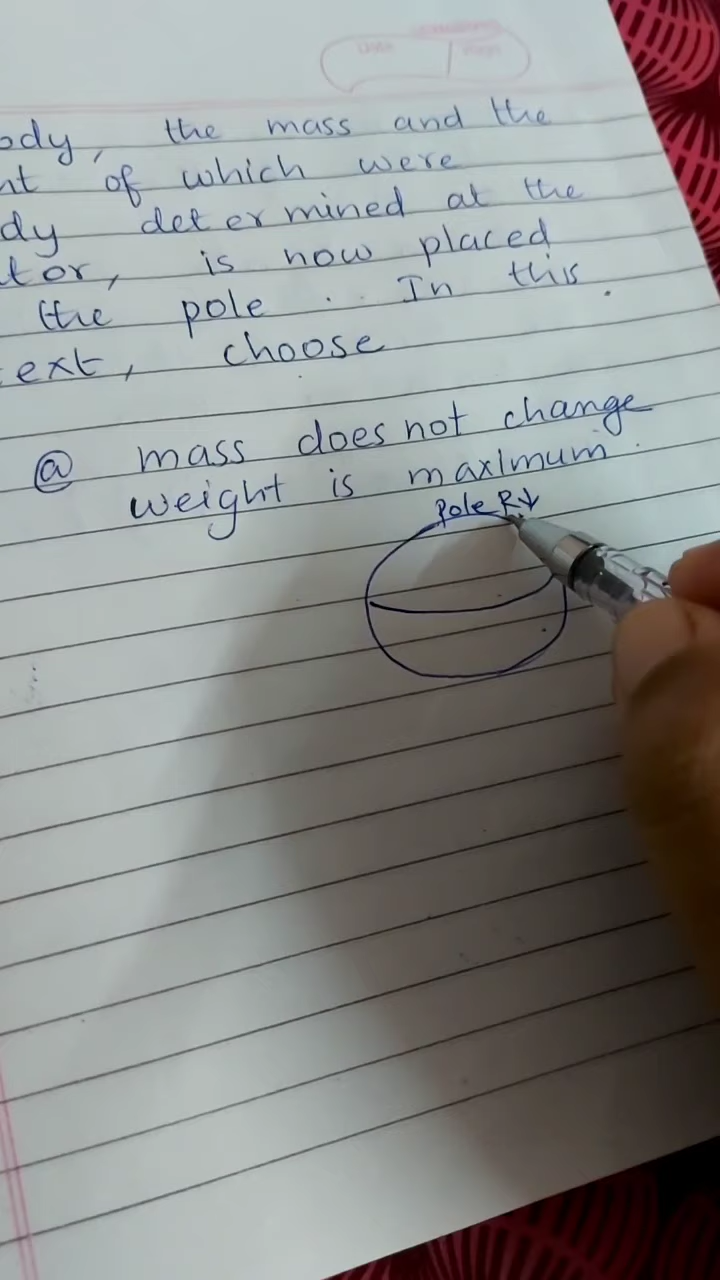 ody, the mass and the
nt of which were
dy determined at the
tor, is now placed
the pole. In this
ext, choose
@ mass does not change
weight is maximum.
Pole R↓